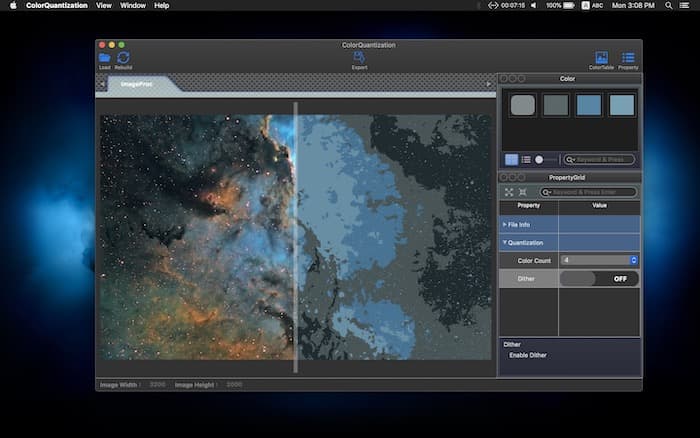 ColorQuantization View Window Help 00:07:15 100% A ABC Mon 3:08 PM
ColorQuantization
Load Rebuild Export ColorTable Property
ImageProc
Color
Keyword & Press
PropertyGrid
Keyword & Press Enter
Property Value
File Info
Quantization
Color Count 4
Dither OFF
Dither
Enable Dither
Image Width : 3200 Image Height : 2000